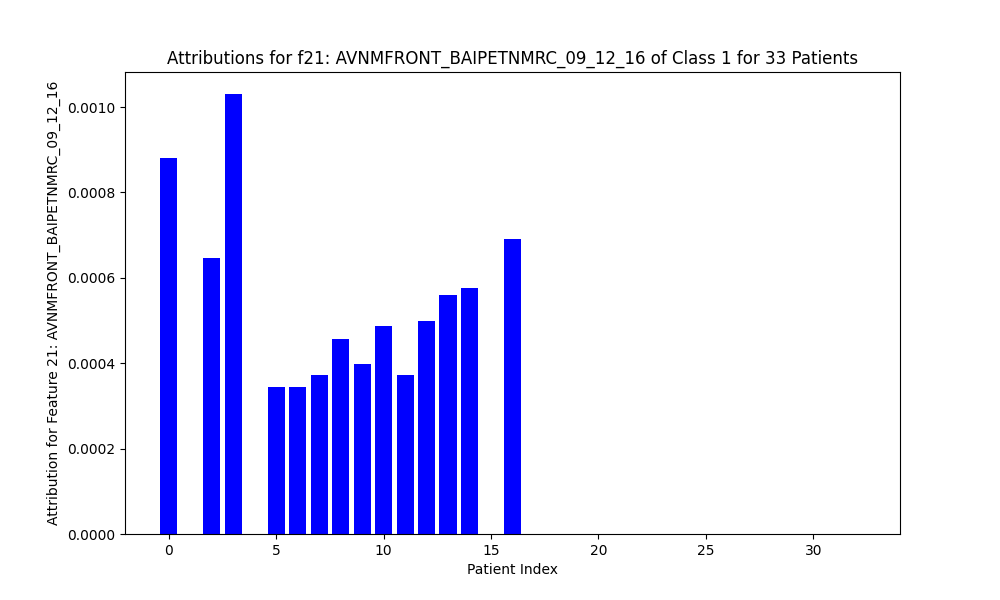 Attributions for f21: AVNMFRONT_BAIPETNMRC_09_12_16 of Class 1 for 33 Patients
Attribution for Feature 21: AVNMFRONT_BAIPETNMRC_09_12_16
0.0010
0.0008
0.0006
0.0004
0.0002
0.0000
0 5 10 15 20 25 30
Patient Index